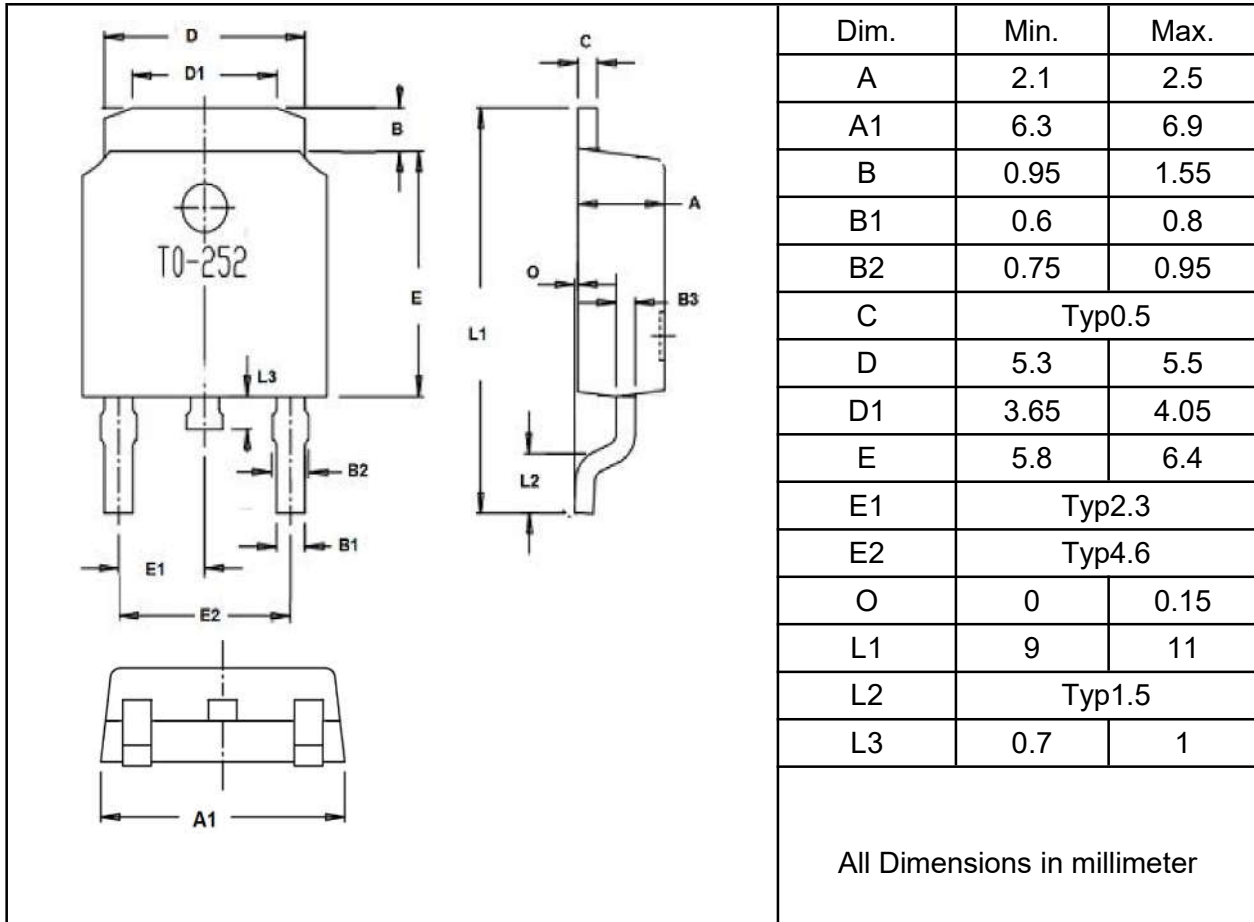 D
D1
B
TO-252
E
L3
B2
B1
E1
E2
A1
C
A
O
B3
L1
L2
Dim. Min. Max.
A 2.1 2.5
A1 6.3 6.9
B 0.95 1.55
B1 0.6 0.8
B2 0.75 0.95
C Typ0.5
D 5.3 5.5
D1 3.65 4.05
E 5.8 6.4
E1 Typ2.3
E2 Typ4.6
O 0 0.15
L1 9 11
L2 Typ1.5
L3 0.7 1
All Dimensions in millimeter